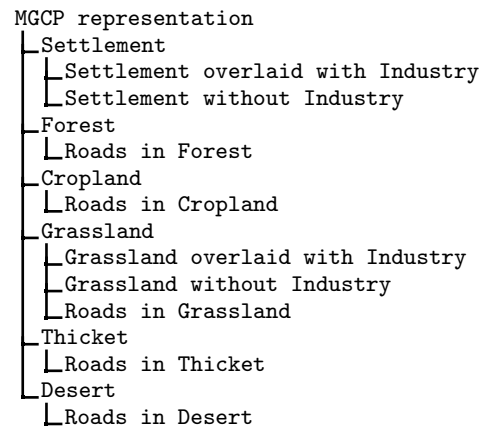 MGCP representation
Settlement
Settlement overlaid with Industry
Settlement without Industry
Forest
Roads in Forest
Cropland
Roads in Cropland
Grassland
Grassland overlaid with Industry
Grassland without Industry
Roads in Grassland
Thicket
Roads in Thicket
Desert
Roads in Desert